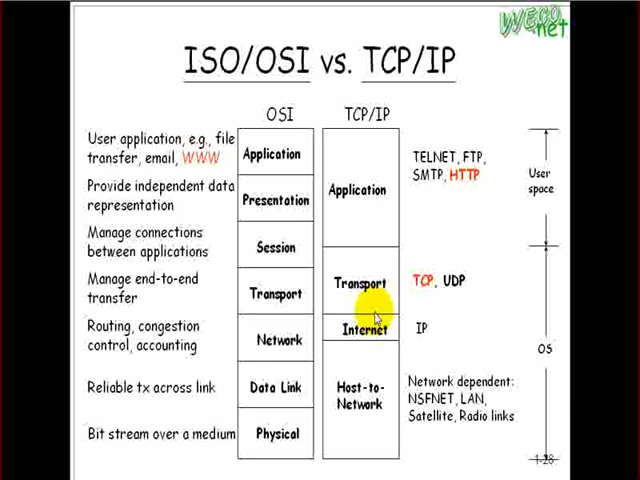 WECO
.net
ISO/OSI vs. TCP/IP
OSI
TCP/IP
User application, e.g., file
transfer, email, WWW
Application
Provide independent data
representation
Presentation
Manage connections
between applications
Session
Manage end-to-end
transfer
Transport
Routing, congestion
control, accounting
Network
Reliable tx across link
Data Link
Bit stream over a medium
Physical
Application
Transport
Internet
Host-to-
Network
TELNET, FTP,
SMTP, HTTP
TCP, UDP
IP
Network dependent:
NSFNET, LAN,
Satellite, Radio links
User
space
OS
1-28